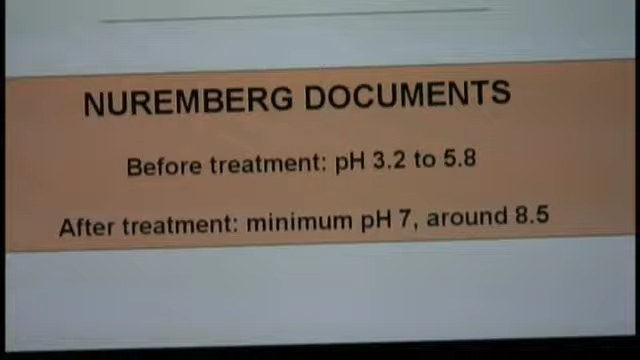 NUREMBERG DOCUMENTS
Before treatment: pH 3.2 to 5.8
After treatment: minimum pH 7, around 8.5